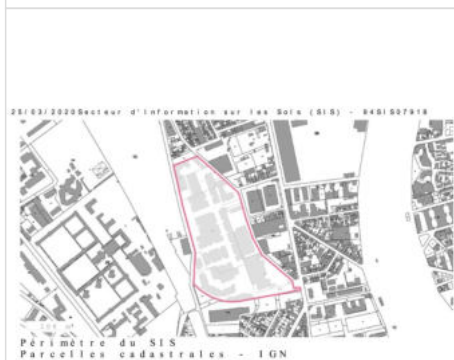 25/03/2020Secteur d'Information sur les Sols (SIS) - 94SIS07918
Périmètre du SIS
Parcelles cadastrales - IGN